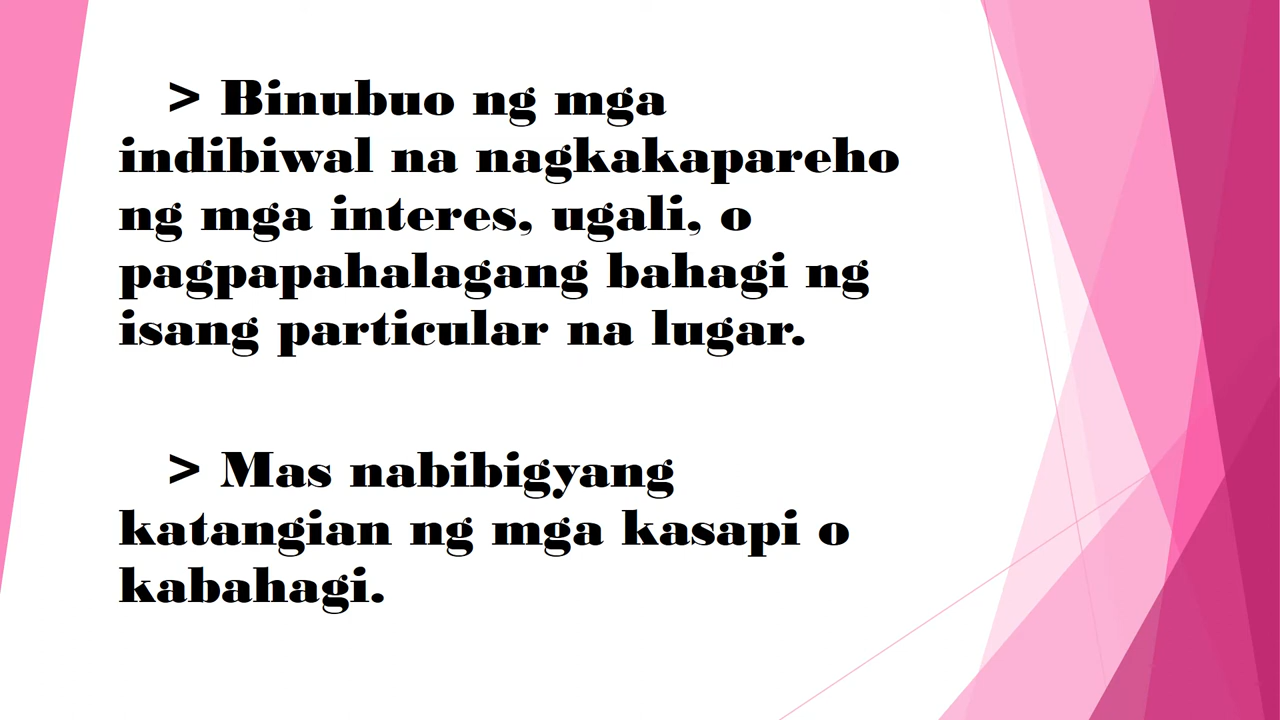 > Binubuo ng mga
indibiwal na nagkakapareho
ng mga interes, ugali, o
pagpapahalagang bahagi ng
isang particular na lugar.
> Mas nabibigyang
katangian ng mga kasapi o
kabahagi.